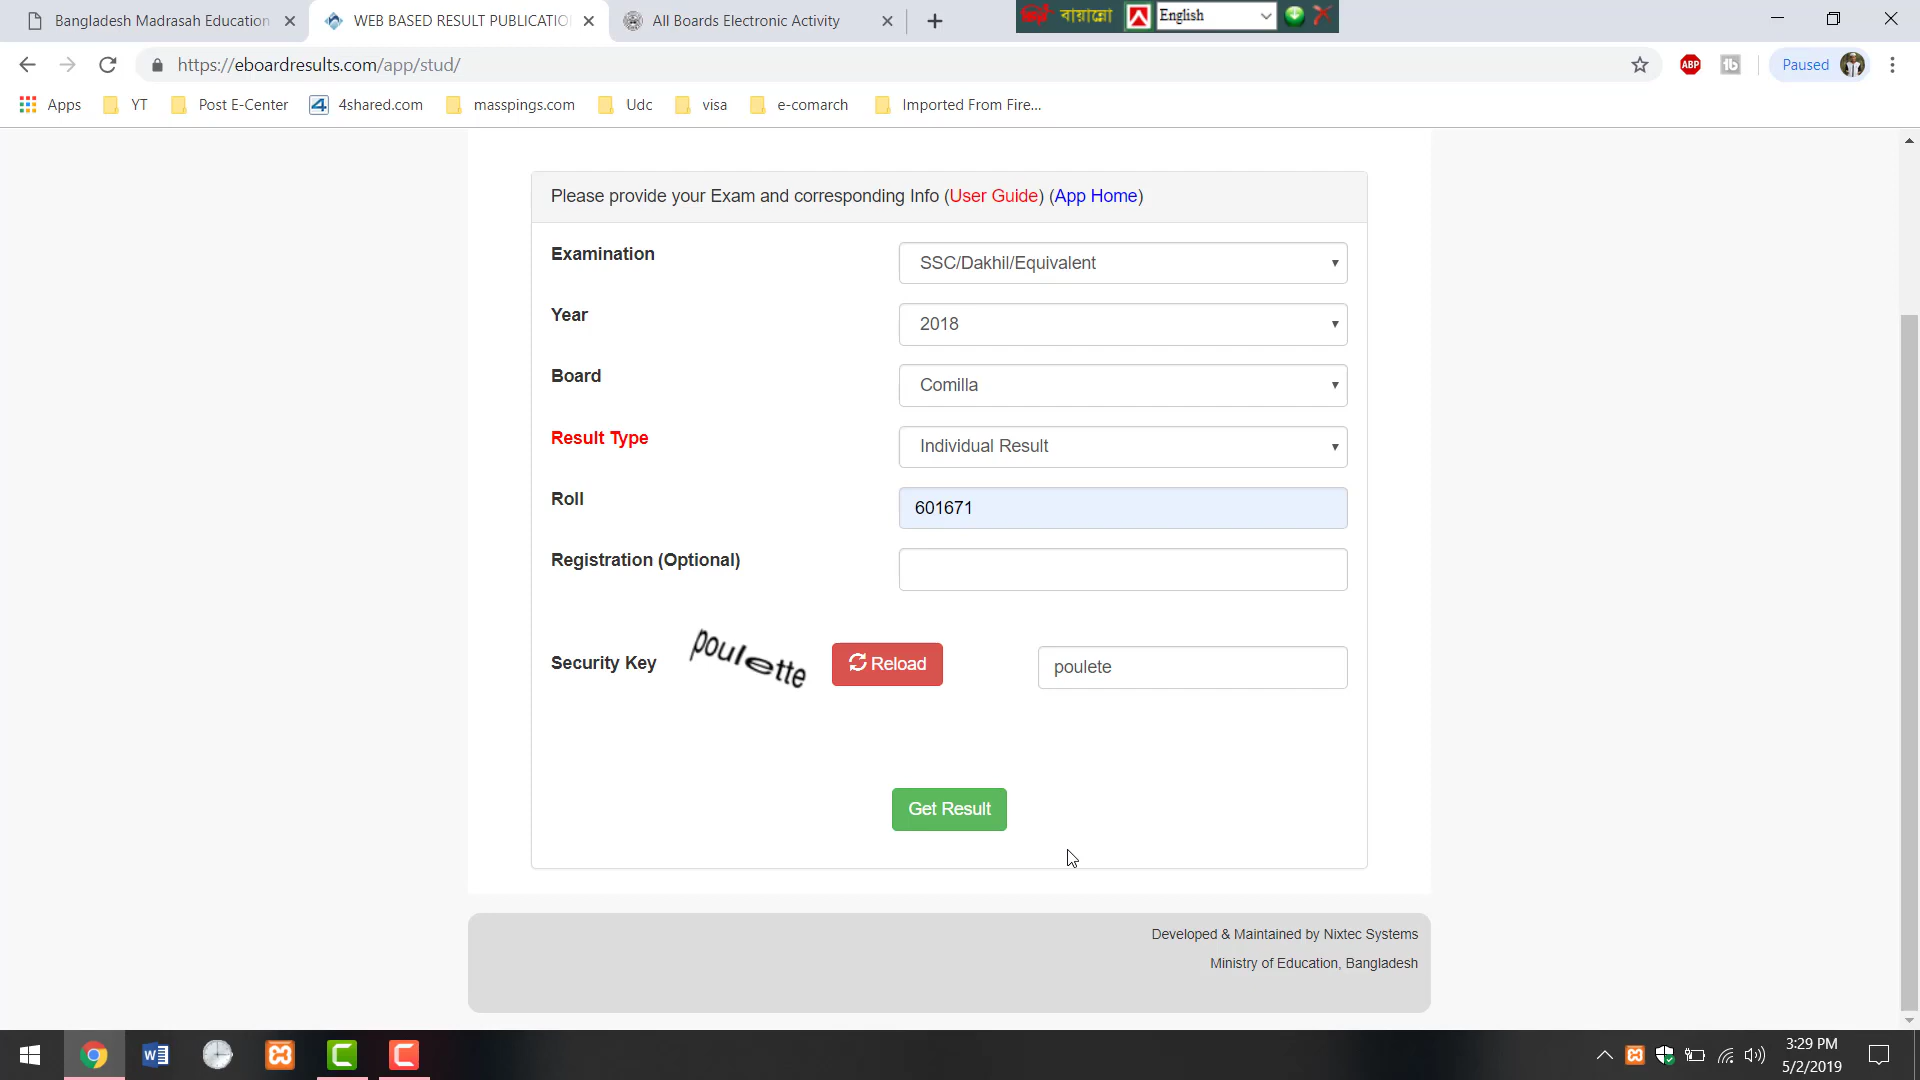 Bangladesh Madrasah Education
WEB BASED RESULT PUBLICATIO
All Boards Electronic Activity
বায়ান্নো
English
https://eboardresults.com/app/stud/
ABP
Paused
Apps
YT
Post E-Center
4shared.com
masspings.com
Udc
visa
e-comarch
Imported From Fire...
Please provide your Exam and corresponding Info (User Guide) (App Home)
Examination
SSC/Dakhil/Equivalent
Year
2018
Board
Comilla
Result Type
Individual Result
Roll
601671
Registration (Optional)
Security Key
poulette
Reload
poulete
Get Result
Developed & Maintained by Nixtec Systems
Ministry of Education, Bangladesh
3:29 PM
5/2/2019